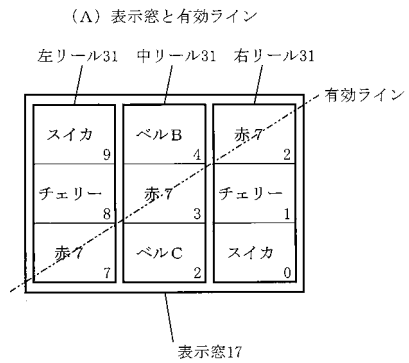 (A) 表示窓と有効ライン
左リール31 中リール31 右リール31
有効ライン
スイカ ベルB 赤7
9 4 2
チェリー 赤7 チェリー
8 3 1
赤7 ベルC スイカ
7 2 0
表示窓17